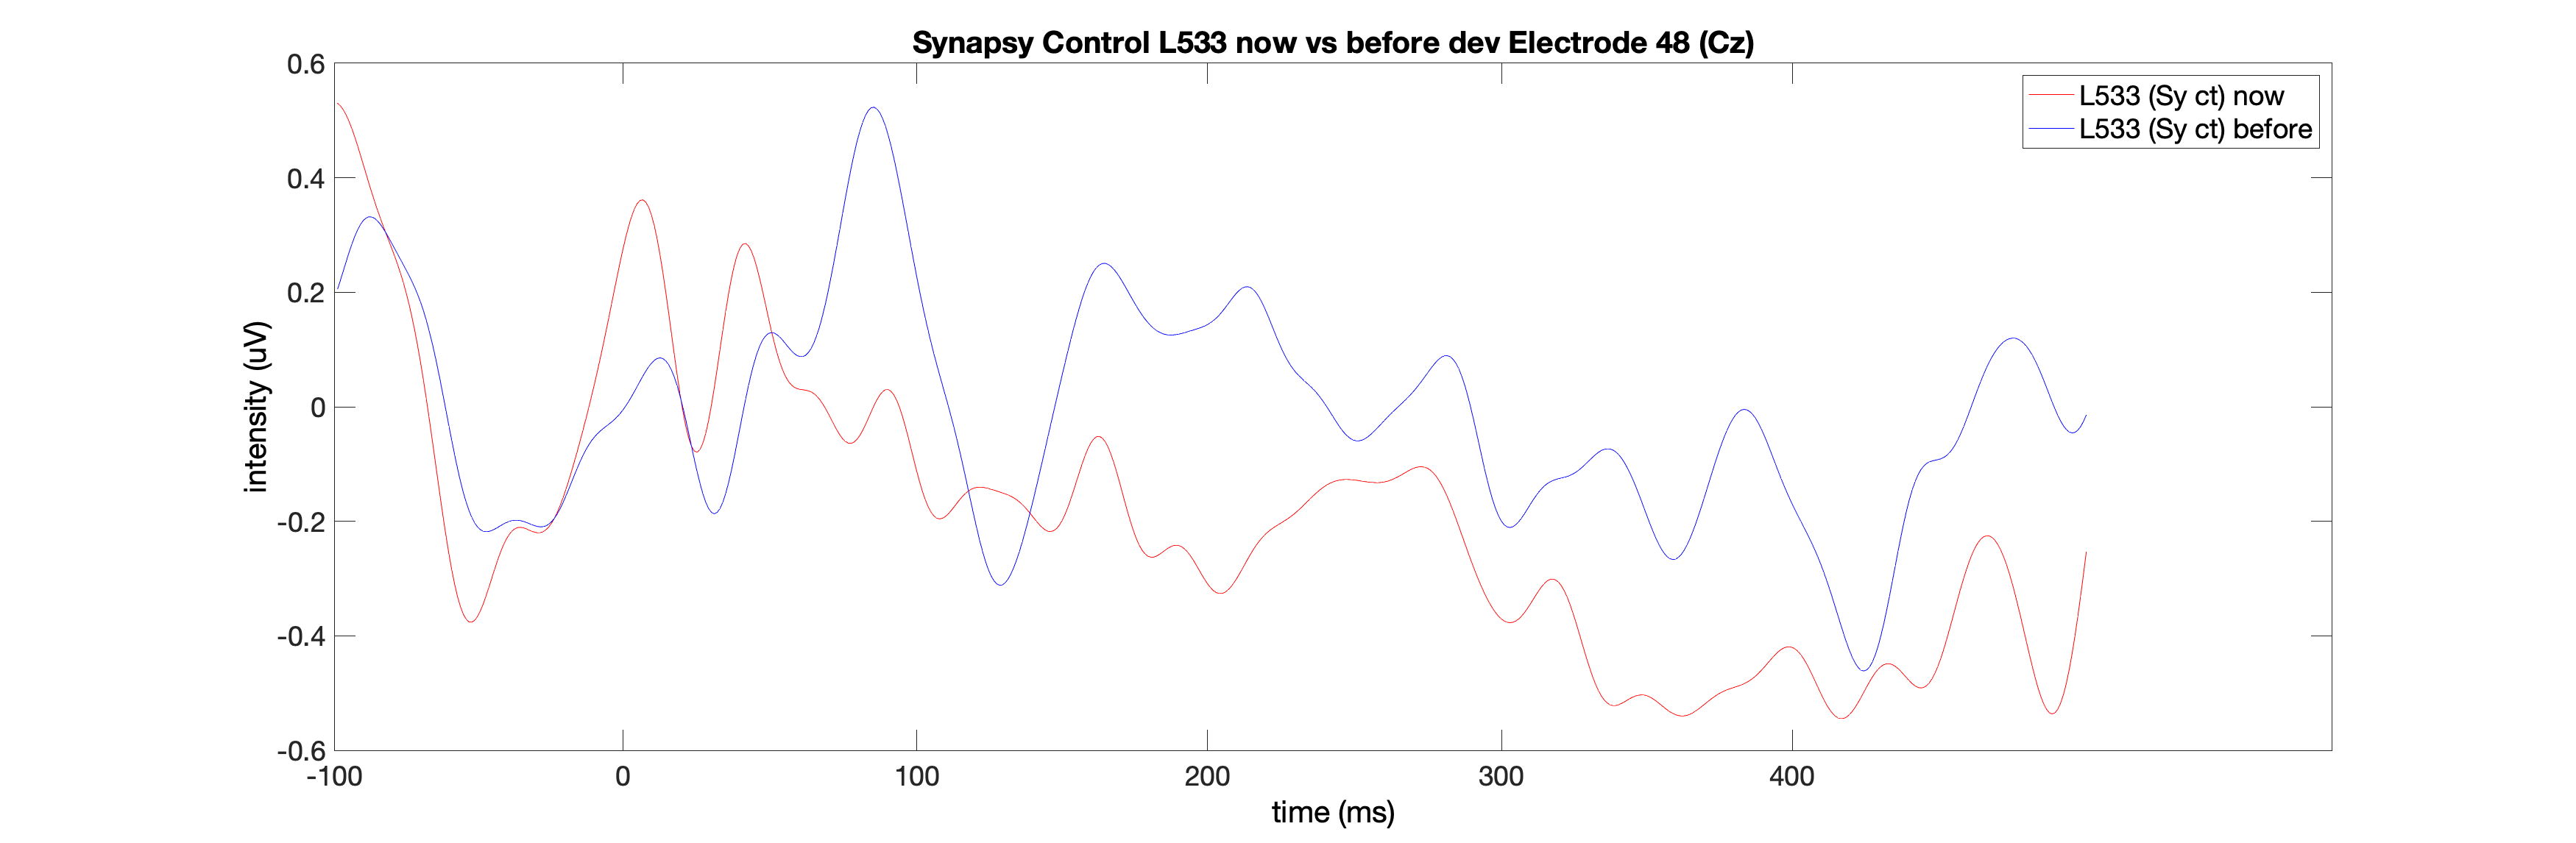 Synapsy Control L533 now vs before dev Electrode 48 (Cz)
0.6
0.4
0.2
0
-0.2
-0.4
-0.6
intensity (uV)
L533 (Sy ct) now
L533 (Sy ct) before
-100 0 100 200 300 400
time (ms)